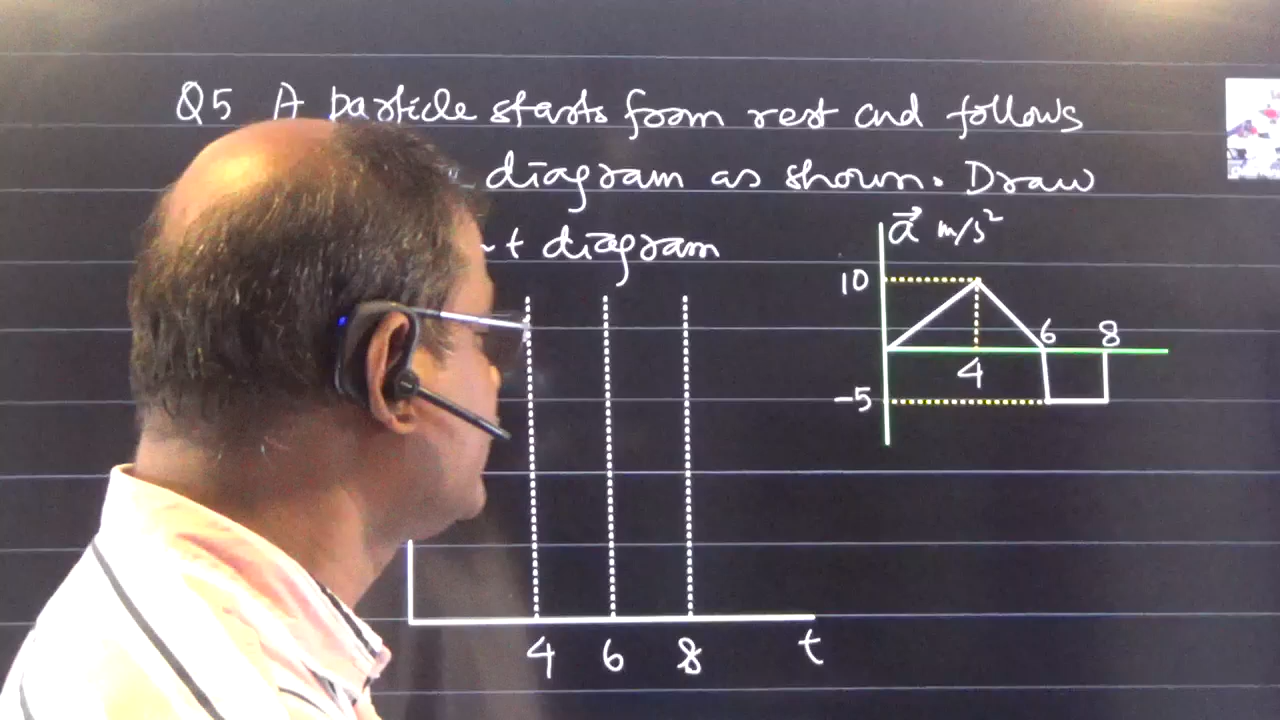 Q5 A particle starts from rest and follows
diagram as shown. Draw
t diagram
a⃗ m/s²
10
6 8
4
-5
4 6 8 t